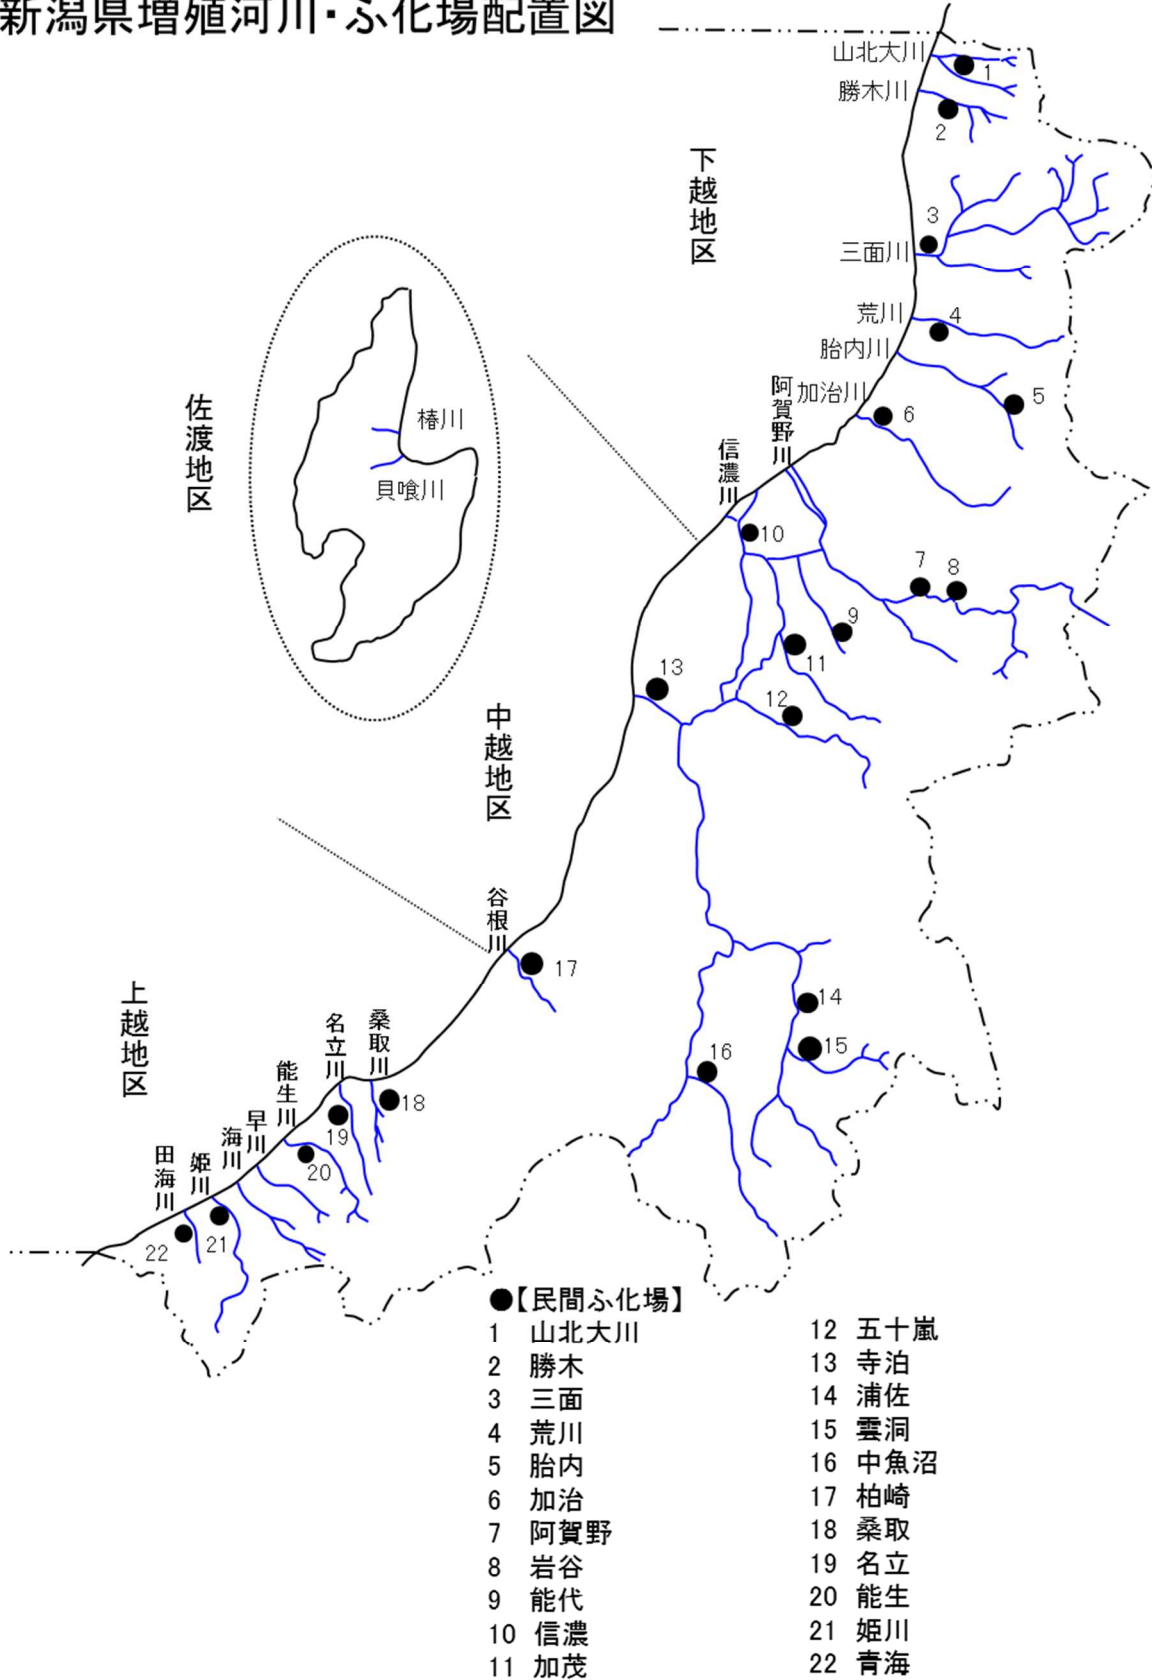 新潟県増殖河川・ふ化場配置図
山北大川
1
勝木川
2
下越地区
3
三面川
荒川
4
胎内川
5
阿賀野川
加治川
6
佐渡地区
椿川
貝喰川
信濃川
10
7
8
9
11
13
12
中越地区
谷根川
17
14
15
16
上越地区
桑取川
18
名立川
19
能生川
20
早川
海川
姫川
21
田海川
22
●【民間ふ化場】
1 山北大川
2 勝木
3 三面
4 荒川
5 胎内
6 加治
7 阿賀野
8 岩谷
9 能代
10 信濃
11 加茂
12 五十嵐
13 寺泊
14 浦佐
15 雲洞
16 中魚沼
17 柏崎
18 桑取
19 名立
20 能生
21 姫川
22 青海